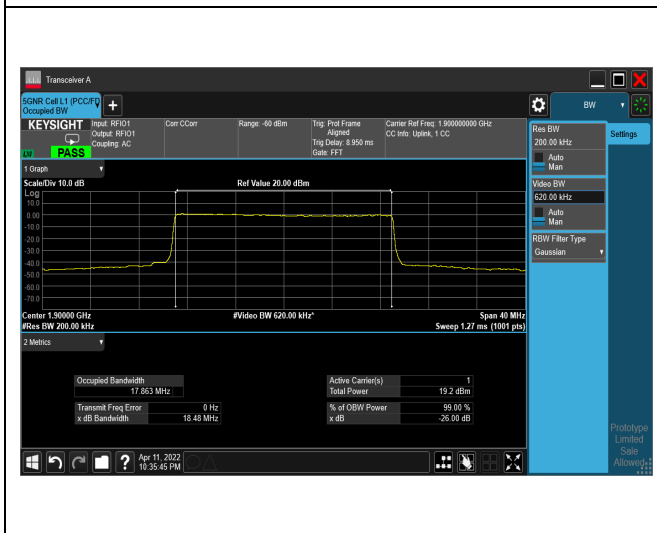 Transceiver A
5GNR Cell L1 (PCC/FD
Occupied BW
BW
KEYSIGHT
LV PASS
Input: RFIO1
Output: RFIO1
Coupling: AC
Corr CCorr
Range: -60 dBm
Trig: Prot Frame
Aligned
Trig Delay: 8.950 ms
Gate: FFT
Carrier Ref Freq: 1.900000000 GHz
CC Info: Uplink, 1 CC
Res BW
200.00 kHz
Auto
Man
Settings
Video BW
620.00 kHz
Auto
Man
RBW Filter Type
Gaussian
1 Graph
Scale/Div 10.0 dB
Ref Value 20.00 dBm
Log
10.0
0.00
-10.0
-20.0
-30.0
-40.0
-50.0
-60.0
-70.0
Center 1.90000 GHz
#Video BW 620.00 kHz*
Span 40 MHz
#Res BW 200.00 kHz
Sweep 1.27 ms (1001 pts)
2 Metrics
Occupied Bandwidth
17.863 MHz
Active Carrier(s) 1
Total Power 19.2 dBm
Transmit Freq Error 0 Hz
x dB Bandwidth 18.48 MHz
% of OBW Power 99.00 %
x dB -26.00 dB
Prototype
Limited
Sale
Allowed
Apr 11, 2022
10:35:45 PM